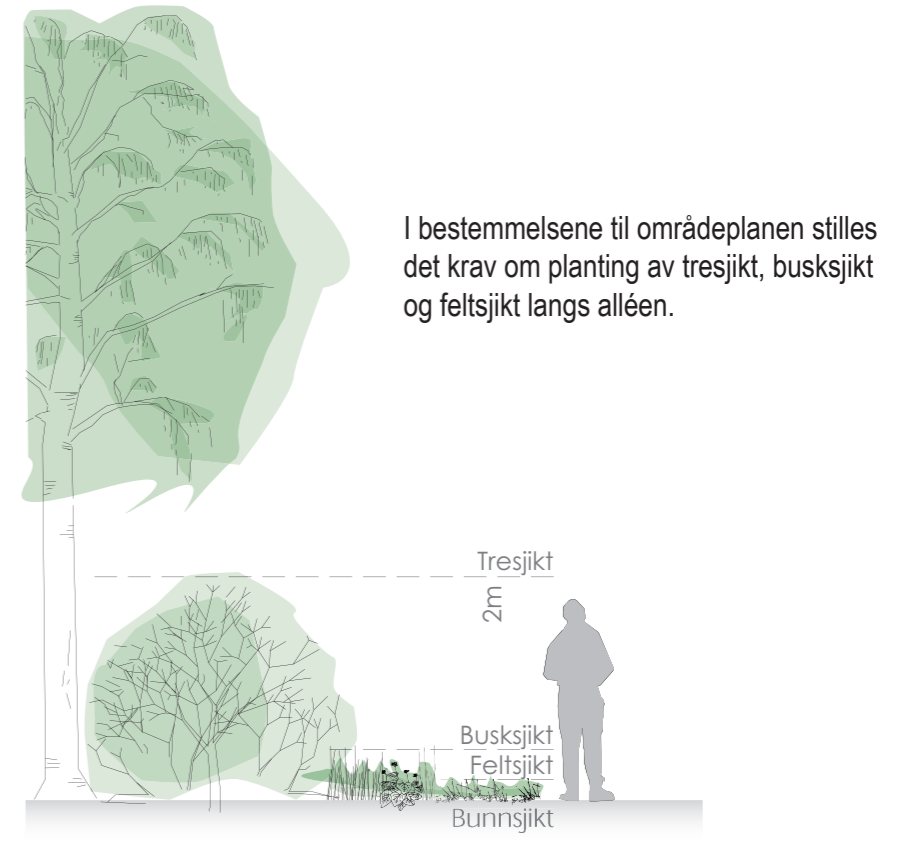 I bestemmelsene til områdeplanen stilles
det krav om planting av tresjikt, busksjikt
og feltsjikt langs alléen.
Tresjikt
2m
Busksjikt
Feltsjikt
Bunnsjikt